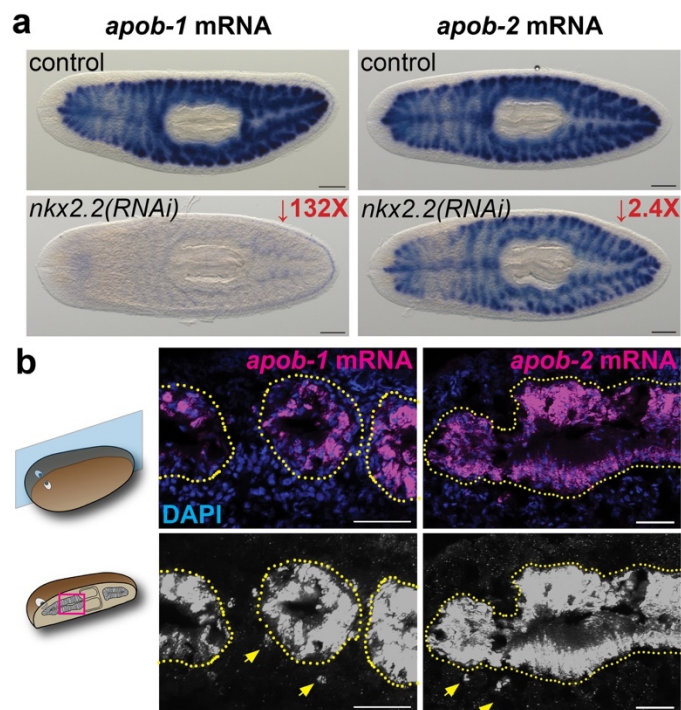 a
apob-1 mRNA
apob-2 mRNA
control
control
nkx2.2(RNAi)
↓132X
nkx2.2(RNAi)
↓2.4X
b
apob-1 mRNA
apob-2 mRNA
DAPI